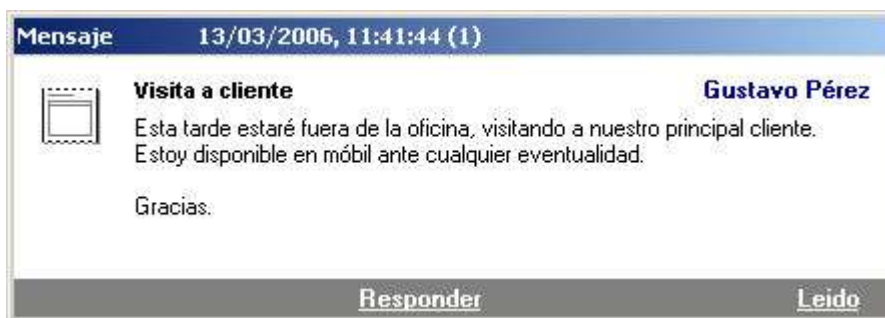 Mensaje 13/03/2006, 11:41:44 (1)
Visita a cliente Gustavo Pérez
Esta tarde estaré fuera de la oficina, visitando a nuestro principal cliente.
Estoy disponible en móbil ante cualquier eventualidad.
Gracias.
Responder Leido